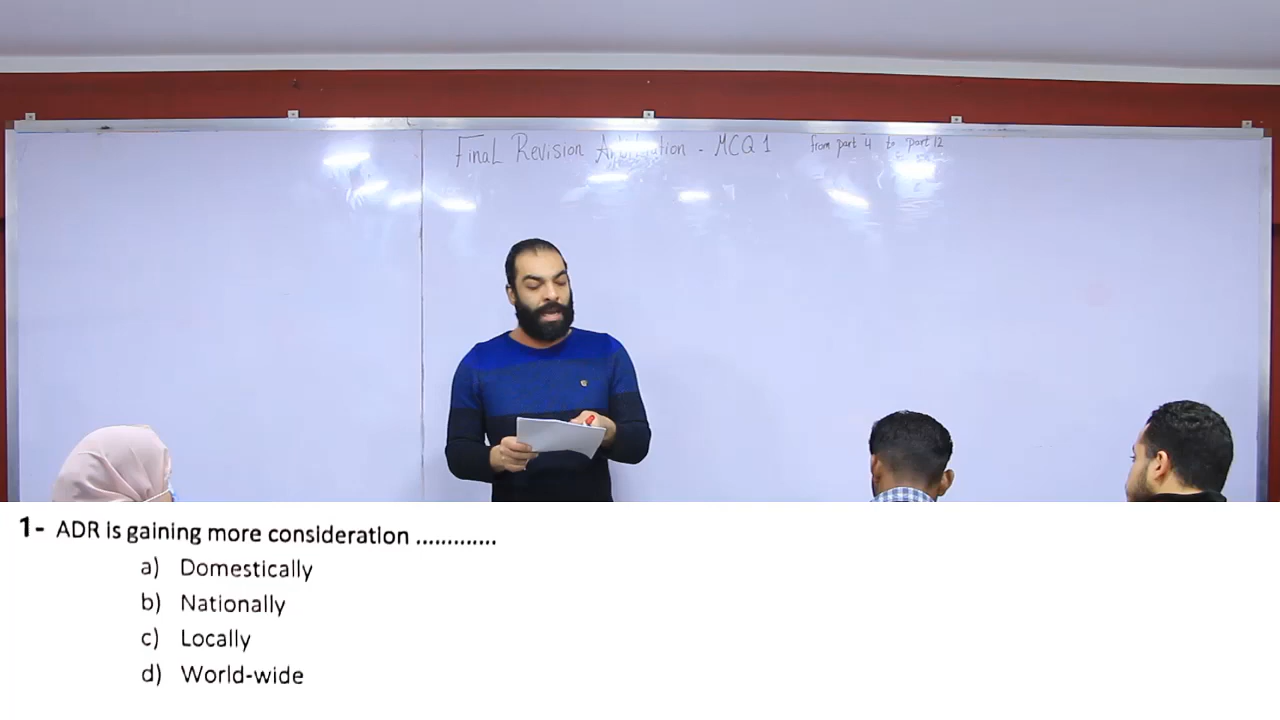 Final Revision Arbitration - MCQ 1 from part 4 to part 12
1- ADR is gaining more consideration .............
a) Domestically
b) Nationally
c) Locally
d) World-wide